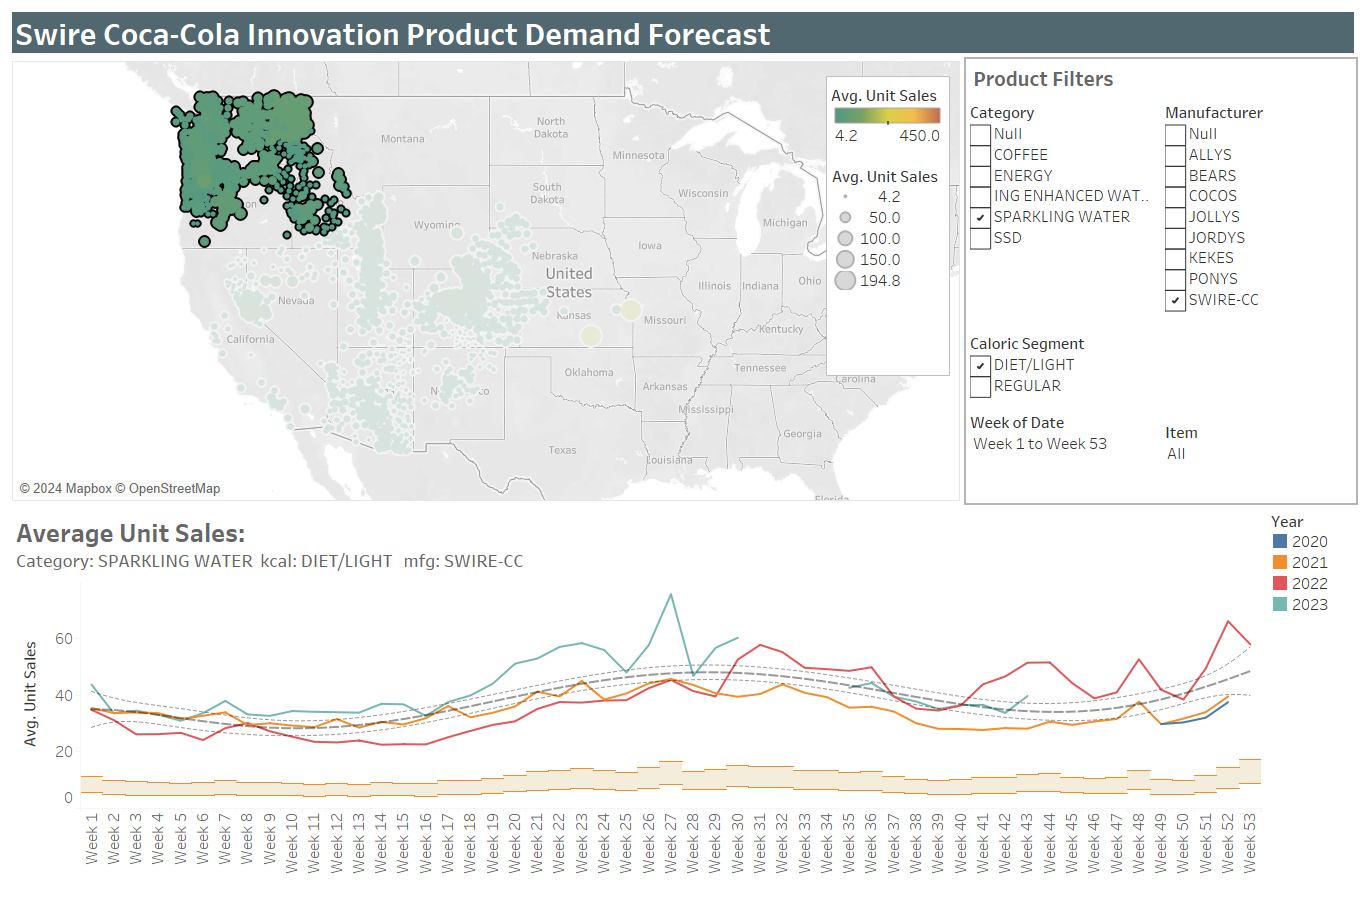 Swire Coca-Cola Innovation Product Demand Forecast
Montana
North
Dakota
Minnesota
South
Dakota
Wisconsin
Michigan
Wyoming
Iowa
Nebraska
United
States
Illinois
Indiana
Ohio
Nevada
Kansas
Missouri
California
Kentucky
Oklahoma
Tennessee
Arkansas
Carolina
Mississippi
Georgia
Texas
Louisiana
Florida
© 2024 Mapbox © OpenStreetMap
Avg. Unit Sales
4.2 450.0
Avg. Unit Sales
4.2
50.0
100.0
150.0
194.8
Product Filters
Category
Null
COFFEE
ENERGY
ING ENHANCED WAT..
SPARKLING WATER
SSD
Manufacturer
Null
ALLYS
BEARS
COCOS
JOLLYS
JORDYS
KEKES
PONYS
SWIRE-CC
Caloric Segment
DIET/LIGHT
REGULAR
Week of Date
Week 1 to Week 53
Item
All
Average Unit Sales:
Category: SPARKLING WATER kcal: DIET/LIGHT mfg: SWIRE-CC
Year
2020
2021
2022
2023
Avg. Unit Sales
60
40
20
0
Week 1
Week 2
Week 3
Week 4
Week 5
Week 6
Week 7
Week 8
Week 9
Week 10
Week 11
Week 12
Week 13
Week 14
Week 15
Week 16
Week 17
Week 18
Week 19
Week 20
Week 21
Week 22
Week 23
Week 24
Week 25
Week 26
Week 27
Week 28
Week 29
Week 30
Week 31
Week 32
Week 33
Week 34
Week 35
Week 36
Week 37
Week 38
Week 39
Week 40
Week 41
Week 42
Week 43
Week 44
Week 45
Week 46
Week 47
Week 48
Week 49
Week 50
Week 51
Week 52
Week 53